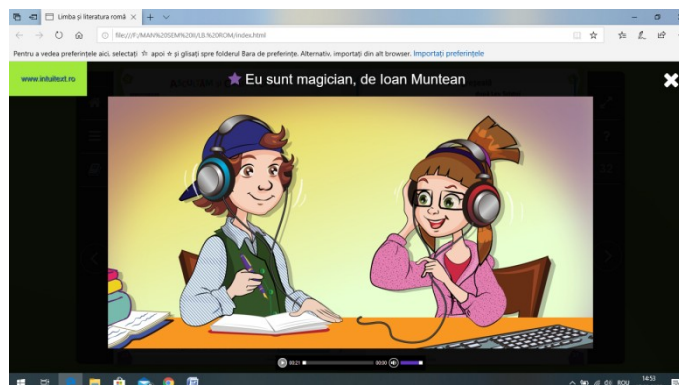 Limba și literatura romă
file:///F:/MAN%20SEM%20II/LB.%20ROM/index.html
Pentru a vedea preferințele aici, selectați apoi și glisați spre folderul Bara de preferințe. Alternativ, importați din alt browser. Importați preferințele
www.intuitext.ro
Eu sunt magician, de Ioan Muntean
03:21
00:00
ROU
14:53